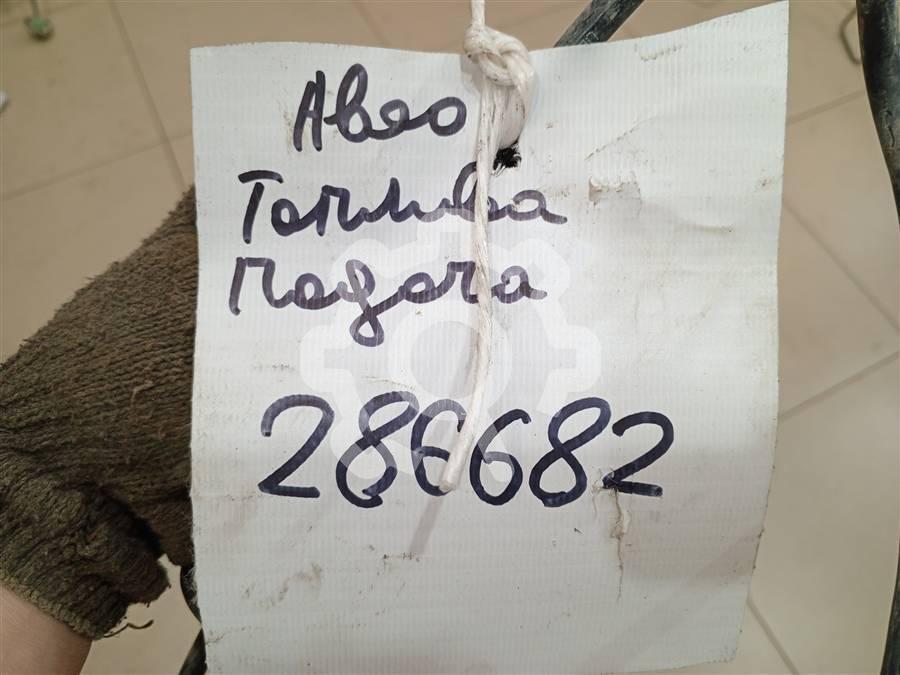 Авео
Топлива
Подача
286682